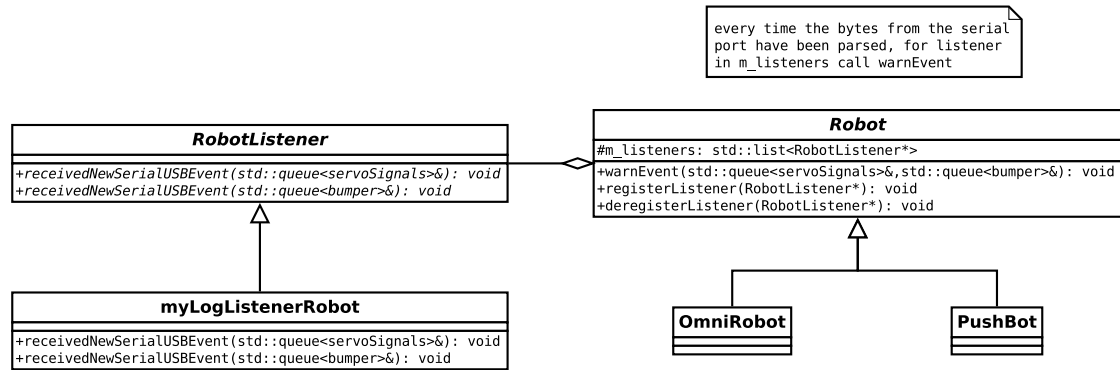 every time the bytes from the serial
port have been parsed, for listener
in m_listeners call warnEvent
RobotListener
+receivedNewSerialUSBEvent(std::queue<servoSignals>&): void
+receivedNewSerialUSBEvent(std::queue<bumper>&): void
Robot
#m_listeners: std::list<RobotListener*>
+warnEvent(std::queue<servoSignals>&,std::queue<bumper>&): void
+registerListener(RobotListener*): void
+deregisterListener(RobotListener*): void
myLogListenerRobot
+receivedNewSerialUSBEvent(std::queue<servoSignals>&): void
+receivedNewSerialUSBEvent(std::queue<bumper>&): void
OmniRobot
PushBot